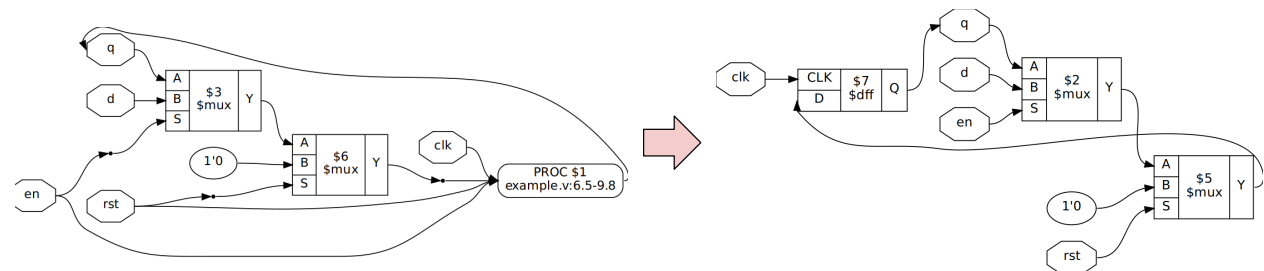 q
d
en
rst
A
B
S
$3
$mux
Y
1'0
A
B
S
$6
$mux
Y
clk
PROC $1
example.v:6.5-9.8
clk
CLK
D
$7
$dff
Q
q
d
en
A
B
S
$2
$mux
Y
1'0
rst
A
B
S
$5
$mux
Y